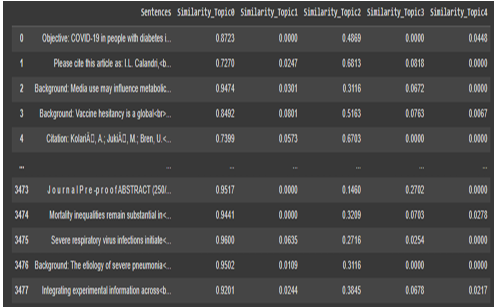 Sentences Similarity_Topic0 Similarity_Topic1 Similarity_Topic2 Similarity_Topic3 Similarity_Topic4
0 Objective: COVID-19 in people with diabetes i... 0.8723 0.0000 0.4869 0.0000 0.0448
1 Please cite this article as: I.L. Calandri,<b... 0.7270 0.0247 0.6813 0.0818 0.0000
2 Background: Media use may influence metabolic... 0.9474 0.0301 0.3116 0.0672 0.0000
3 Background: Vaccine hesitancy is a global<br>... 0.8492 0.0801 0.5163 0.0763 0.0067
4 Citation: KolariÄ, A.; JukiÄ, M.; Bren, U.<... 0.7399 0.0573 0.6703 0.0000 0.0000
... ... ... ... ... ... ...
3473 J o u r n a l P r e -p r o o f ABSTRACT (250/... 0.9517 0.0000 0.1460 0.2702 0.0000
3474 Mortality inequalities remain substantial in<... 0.9441 0.0000 0.3209 0.0703 0.0278
3475 Severe respiratory virus infections initiate<... 0.9600 0.0635 0.2716 0.0254 0.0000
3476 Background: The etiology of severe pneumonia<... 0.9502 0.0109 0.3116 0.0000 0.0000
3477 Integrating experimental information across<b... 0.9201 0.0244 0.3845 0.0678 0.0217